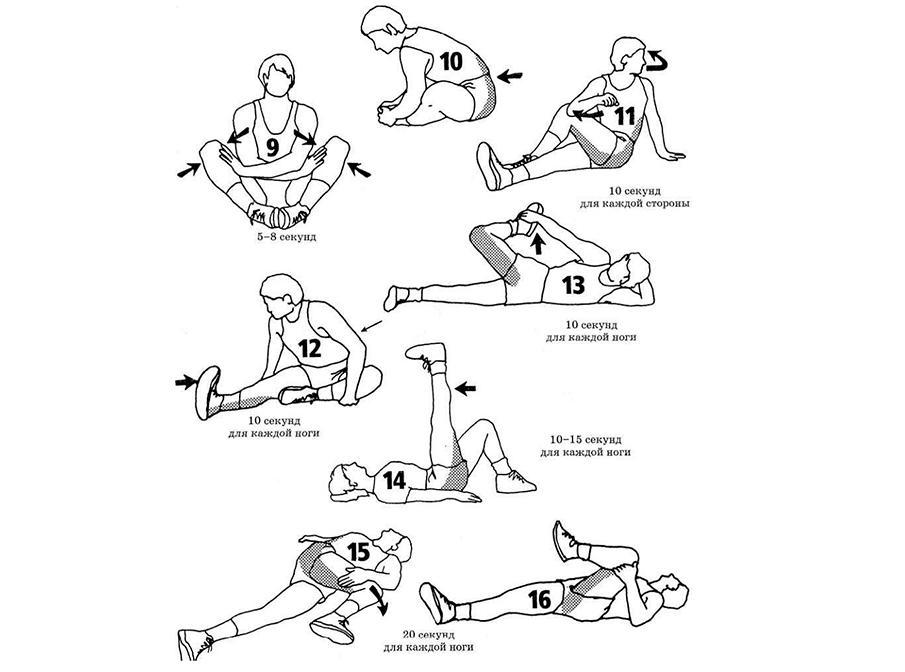 10
9
11
10 секунд
для каждой стороны
5–8 секунд
13
10 секунд
для каждой ноги
12
10 секунд
для каждой ноги
14
10–15 секунд
для каждой ноги
15
16
20 секунд
для каждой ноги